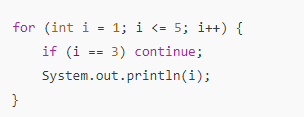 for (int i = 1; i <= 5; i++) {
    if (i == 3) continue;
    System.out.println(i);
}